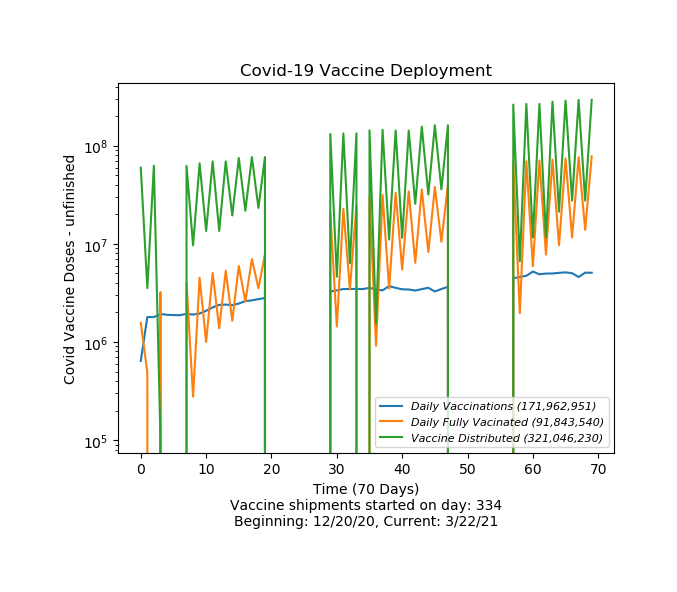 Covid-19 Vaccine Deployment
Covid Vaccine Doses - unfinished
10^8
10^7
10^6
10^5
0 10 20 30 40 50 60 70
Daily Vaccinations (171,962,951)
Daily Fully Vacinated (91,843,540)
Vaccine Distributed (321,046,230)
Time (70 Days)
Vaccine shipments started on day: 334
Beginning: 12/20/20, Current: 3/22/21